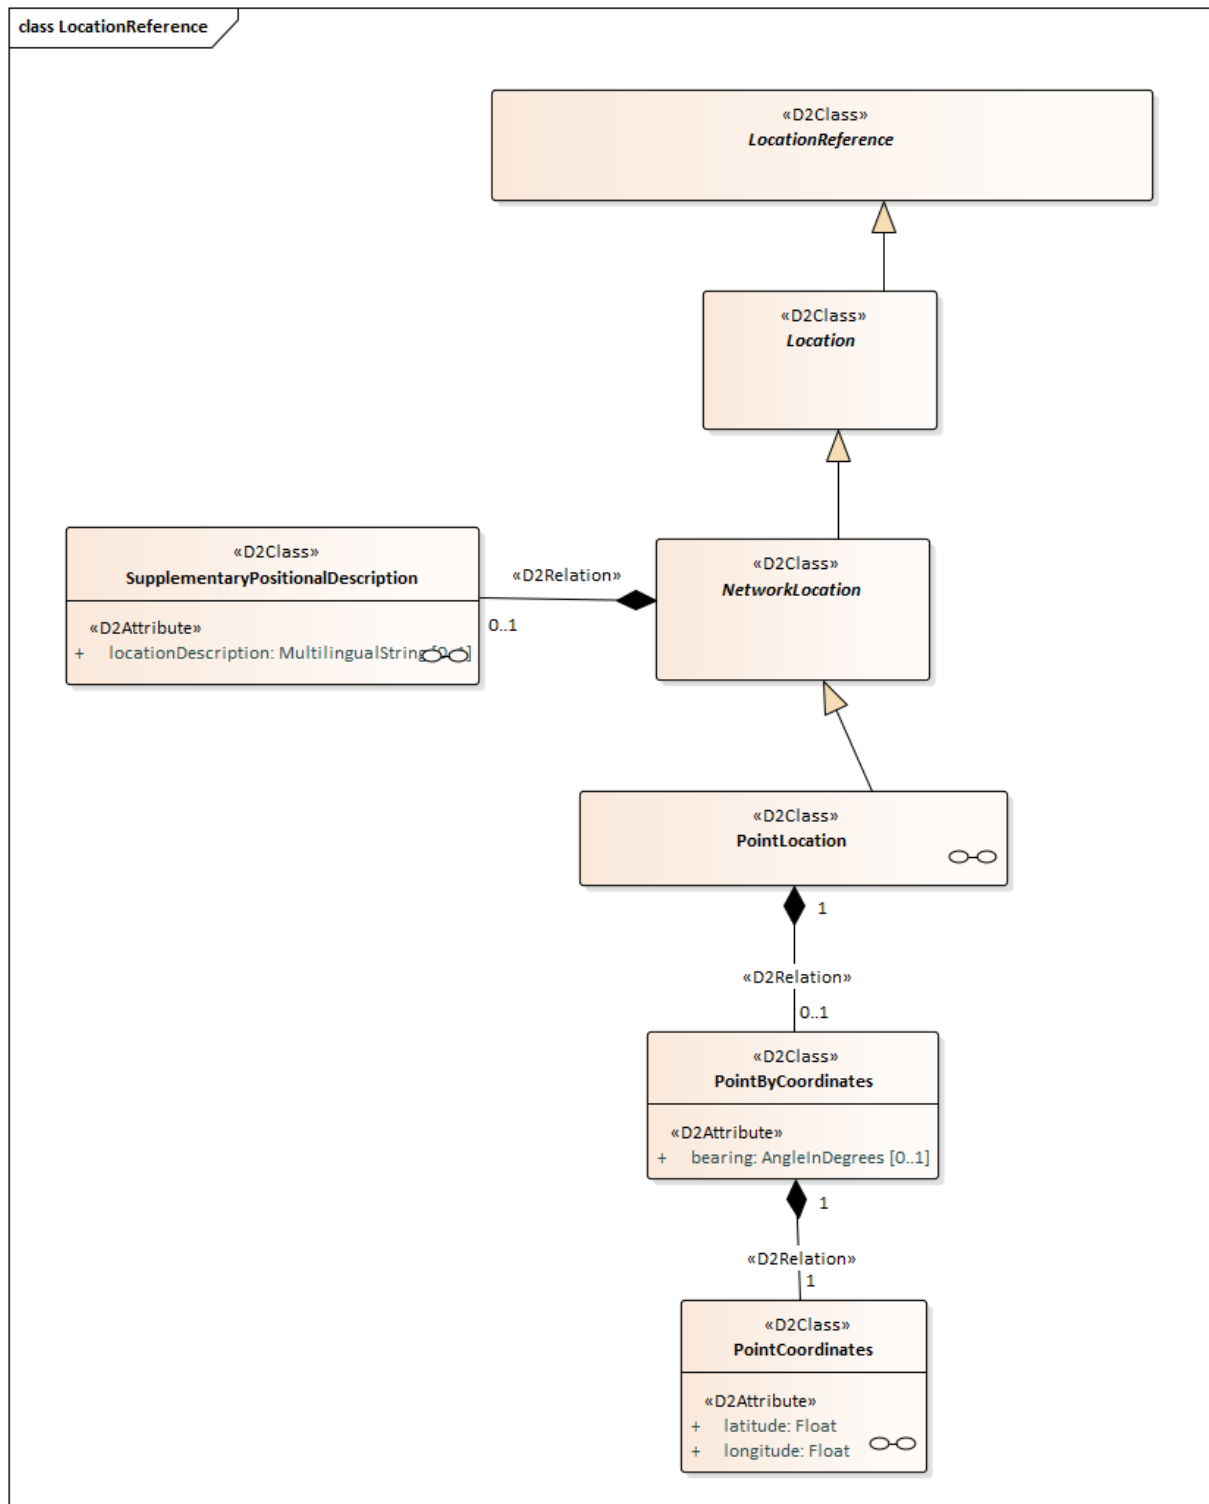 class LocationReference
«D2Class»
LocationReference
«D2Class»
Location
«D2Class»
SupplementaryPositionalDescription
«D2Attribute»
+ locationDescription: MultilingualString [0..1]
«D2Relation»
0..1
«D2Class»
NetworkLocation
«D2Class»
PointLocation
1
«D2Relation»
0..1
«D2Class»
PointByCoordinates
«D2Attribute»
+ bearing: AngleInDegrees [0..1]
1
«D2Relation»
1
«D2Class»
PointCoordinates
«D2Attribute»
+ latitude: Float
+ longitude: Float